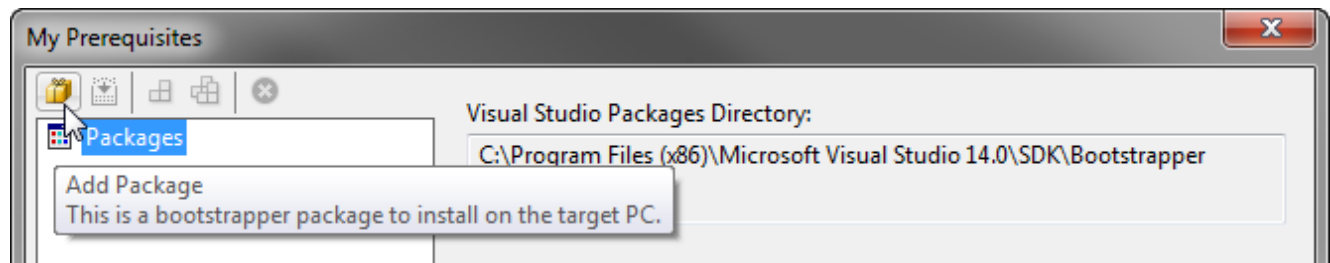 My Prerequisites
Visual Studio Packages Directory:
Packages
C:\Program Files (x86)\Microsoft Visual Studio 14.0\SDK\Bootstrapper
Add Package
This is a bootstrapper package to install on the target PC.